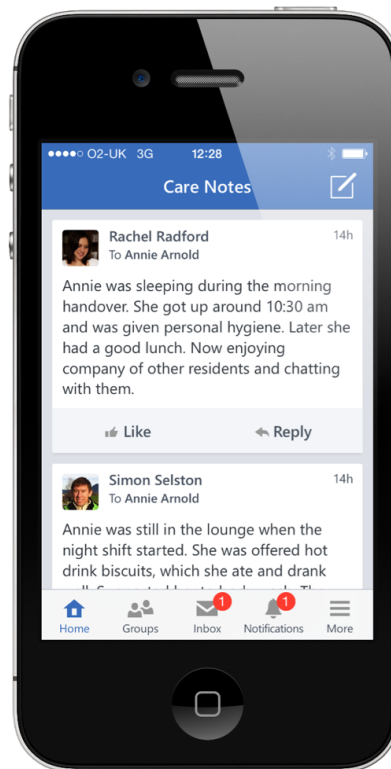 O2-UK 3G 12:28
Care Notes
Rachel Radford 14h
To Annie Arnold
Annie was sleeping during the morning
handover. She got up around 10:30 am
and was given personal hygiene. Later she
had a good lunch. Now enjoying
company of other residents and chatting
with them.
Like Reply
Simon Selston 14h
To Annie Arnold
Annie was still in the lounge when the
night shift started. She was offered hot
drink biscuits, which she ate and drank
1 1
Home Groups Inbox Notifications More